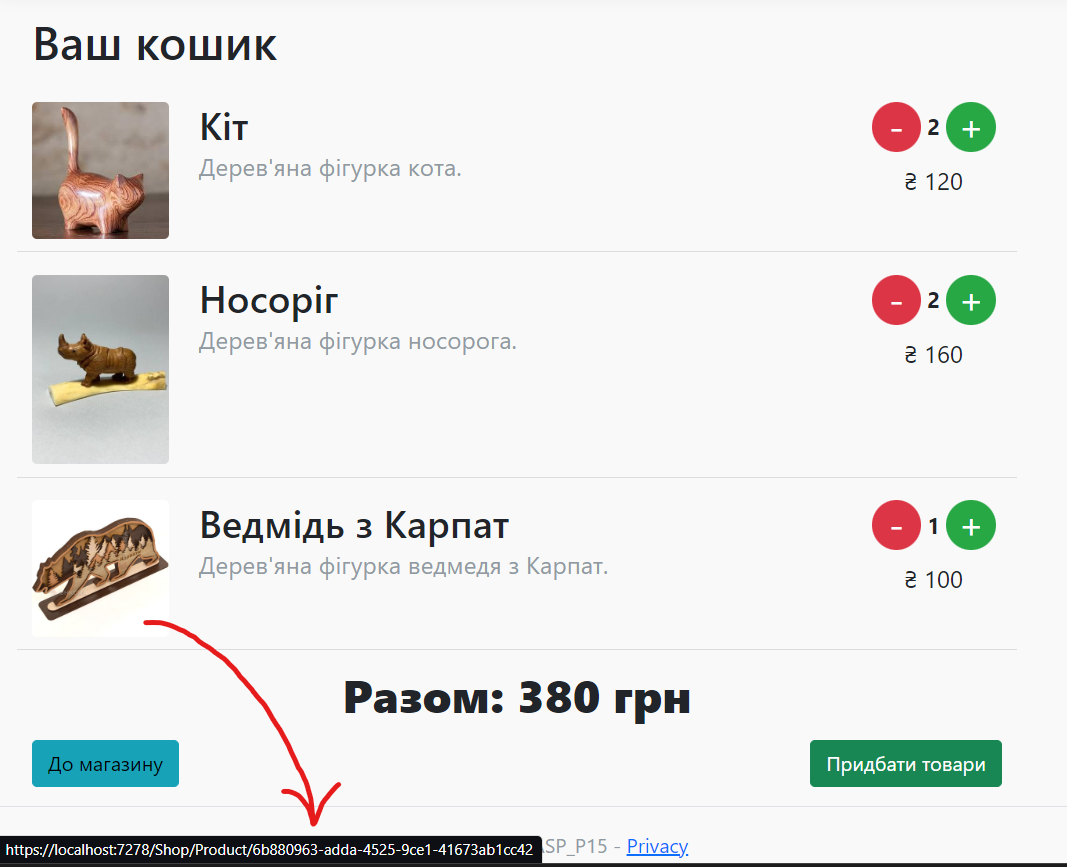 Ваш кошик
Кіт
Дерев'яна фігурка кота.
- 2 +
₴ 120
Носоріг
Дерев'яна фігурка носорога.
- 2 +
₴ 160
Ведмідь з Карпат
Дерев'яна фігурка ведмедя з Карпат.
- 1 +
₴ 100
Разом: 380 грн
До магазину
Придбати товари
ASP_P15 - Privacy
https://localhost:7278/Shop/Product/6b880963-adda-4525-9ce1-41673ab1cc42